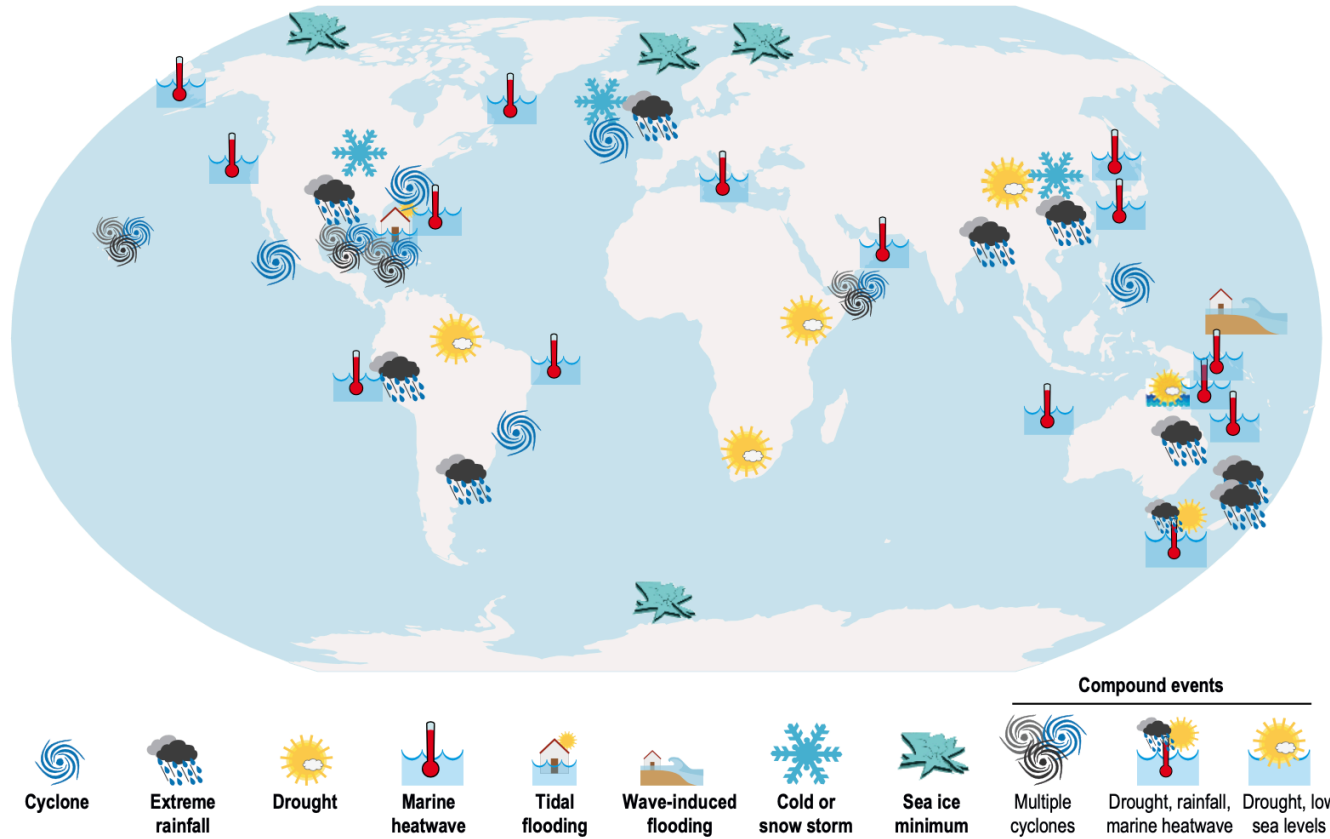 Compound events
Cyclone
Extreme
rainfall
Drought
Marine
heatwave
Tidal
flooding
Wave-induced
flooding
Cold or
snow storm
Sea ice
minimum
Multiple
cyclones
Drought, rainfall,
marine heatwave
Drought, low
sea levels